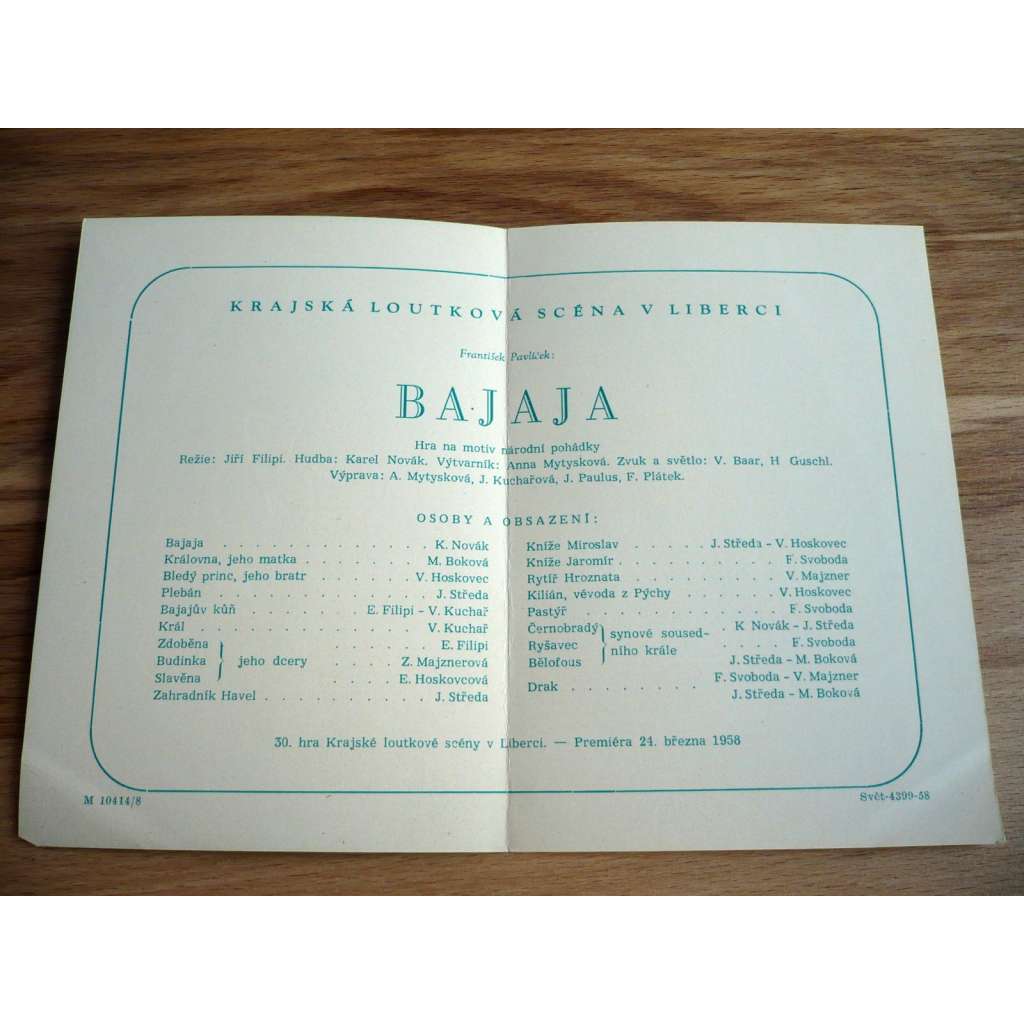 KRAJSKÁ LOUTKOVÁ SCÉNA V LIBERCI
František Pavlíček:
BAJAJA
Hra na motiv národní pohádky
Režie: Jiří Filipi. Hudba: Karel Novák. Výtvarník: Anna Mytysková. Zvuk a světlo: V. Baar, H Guschl.
Výprava: A. Mytysková, J. Kuchařová, J. Paulus, F. Plátek.
OSOBY A OBSAZENÍ:
Bajaja . . . . . . . . . . . . . K. Novák
Královna, jeho matka . . . . . . . . M. Boková
Bledý princ, jeho bratr . . . . . . V. Hoskovec
Plebán . . . . . . . . . . . . . J. Středa
Bajajův kůň . . . . . . . E. Filipi - V. Kuchař
Král . . . . . . . . . . . . . . V. Kuchař
Zdoběna . . . . . . . . . . . . E. Filipi
Budinka } jeho dcery . . . . Z. Majznerová
Slavěna . . . . E. Hoskovcová
Zahradník Havel . . . . . . . . . . J. Středa
Kníže Miroslav . . . . . J. Středa - V. Hoskovec
Kníže Jaromír . . . . . . . . . . F. Svoboda
Rytíř Hroznata . . . . . . . . . V. Majzner
Kilián, vévoda z Pýchy . . . . . . V. Hoskovec
Pastýř . . . . . . . . . . . . F. Svoboda
Černobradý } synové soused- . K Novák - J. Středa
Ryšavec } ního krále . . . . F. Svoboda
Bělofous J. Středa - M. Boková
Drak . . . . . . . . F. Svoboda - V. Majzner
J. Středa - M. Boková
30. hra Krajské loutkové scény v Liberci. — Premiéra 24. března 1958
M 10414/8
Svět-4399-58